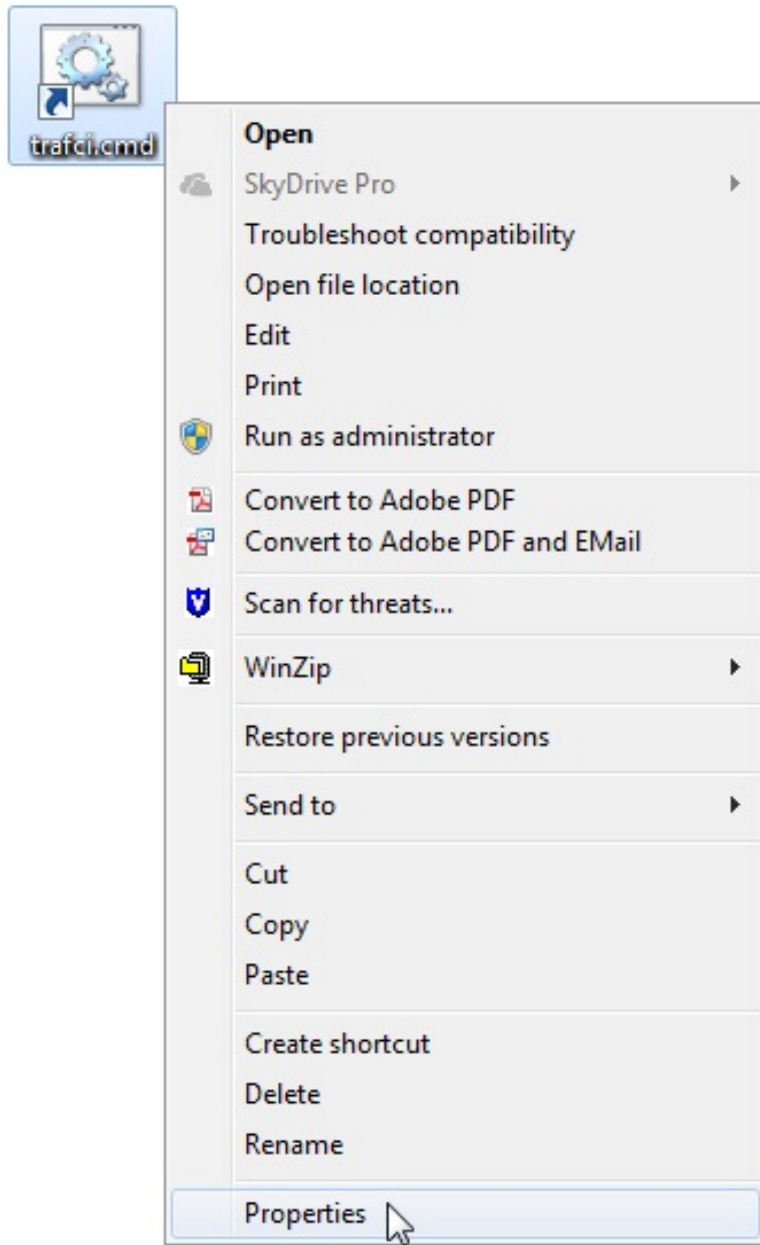 trafci.cmd
Open
SkyDrive Pro
Troubleshoot compatibility
Open file location
Edit
Print
Run as administrator
Convert to Adobe PDF
Convert to Adobe PDF and EMail
Scan for threats...
WinZip
Restore previous versions
Send to
Cut
Copy
Paste
Create shortcut
Delete
Rename
Properties